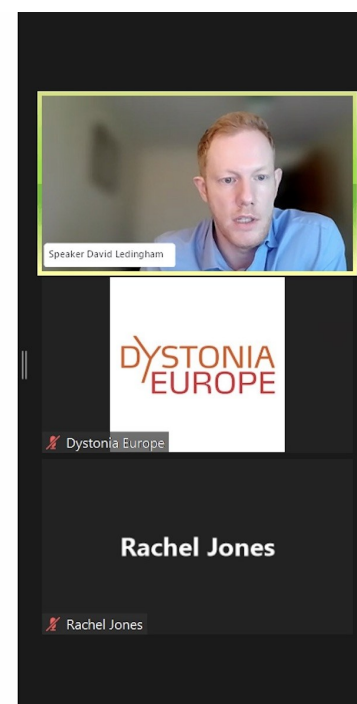 Speaker David Ledingham
DYSTONIA
EUROPE
Dystonia Europe
Rachel Jones
Rachel Jones